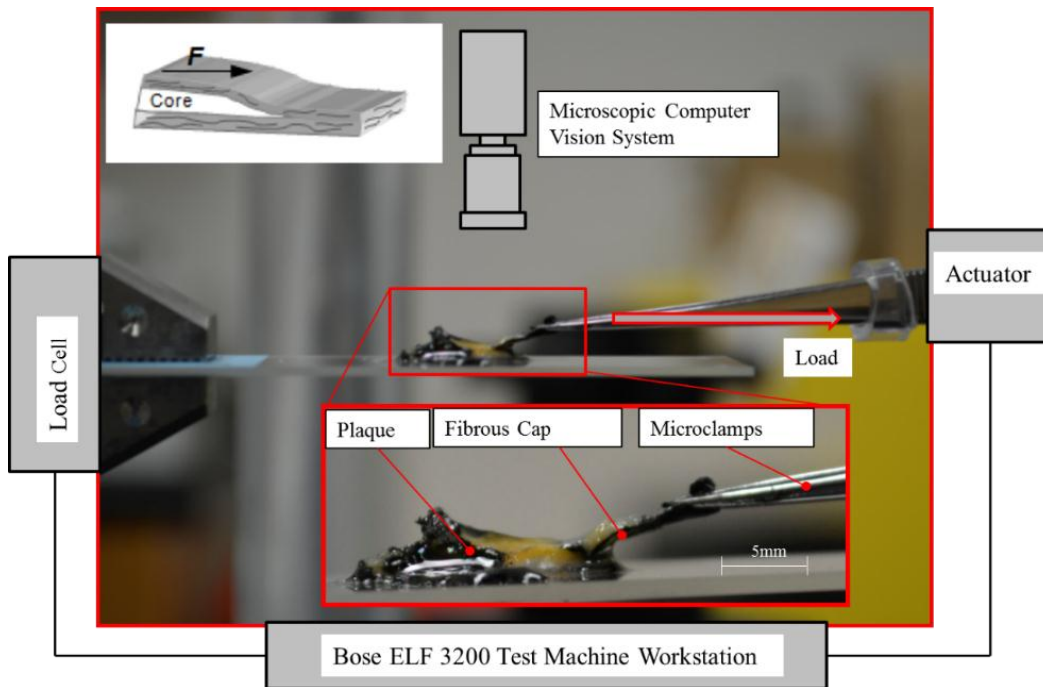 F
Core
Microscopic Computer
Vision System
Actuator
Load Cell
Load
Plaque
Fibrous Cap
Microclamps
5mm
Bose ELF 3200 Test Machine Workstation